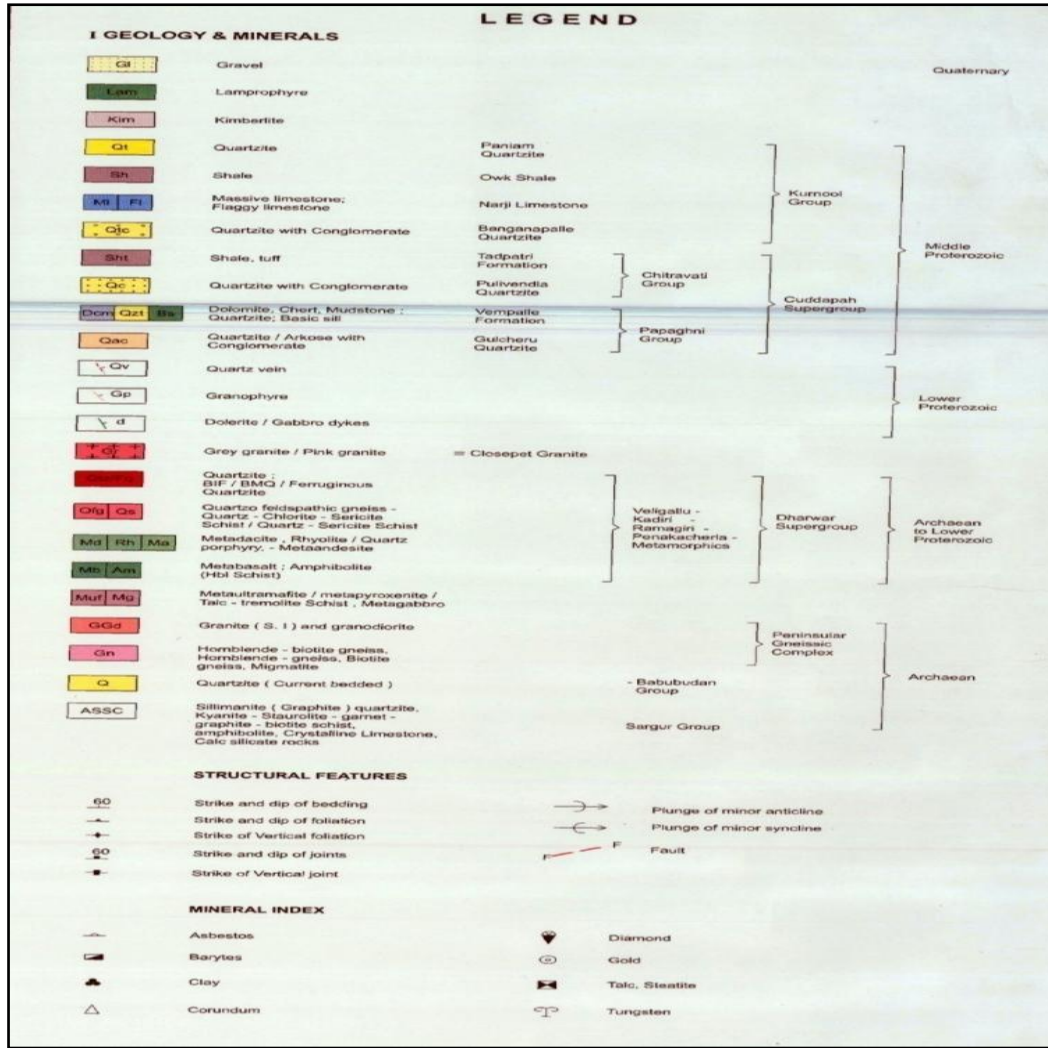 LEGEND
I GEOLOGY & MINERALS
Gl Gravel Quaternary
Lam Lamprophyre
Kim Kimberlite
Qt Quartzite Paniam
Quartzite
Sh Shale Owk Shale
Ml Fl Massive limestone;
Flaggy limestone Narji Limestone
Kurnool
Group
Qjc Quartzite with Conglomerate Banganapalle
Quartzite
Middle
Proterozoic
Sht Shale, tuff Tadpatri
Formation
Chitravati
Group
Qc Quartzite with Conglomerate Pulivendla
Quartzite
Cuddapah
Supergroup
Dcm Qzt Bs Dolomite, Chert, Mudstone ;
Quartzite; Basic sill Vempalle
Formation
Papaghni
Group
Qac Quartzite / Arkose with
Conglomerate Gulcheru
Quartzite
Qv Quartz vein
Gp Granophyre Lower
Proterozoic
d Dolerite / Gabbro dykes
Gr Grey granite / Pink granite = Closepet Granite
Quartzite ;
BIF / BMQ / Ferruginous
Quartzite
Qfg Qs Quartzo feldspathic gneiss -
Quartz - Chlorite - Sericite
Schist / Quartz - Sericite Schist
Veligallu -
Kadiri -
Ramagiri -
Penakacherla -
Metamorphics
Dharwar
Supergroup
Archaean
to Lower
Proterozoic
Md Rh Ma Metadacite , Rhyolite / Quartz
porphyry, - Metaandesite
Mb Am Metabasalt ; Amphibolite
(Hbl Schist)
Muf Mg Metaultramafite / metapyroxenite /
Talc - tremolite Schist , Metagabbro
GGd Granite ( S. I ) and granodiorite
Peninsular
Gneissic
Complex
Gn Hornblende - biotite gneiss,
Hornblende - gneiss, Biotite
gneiss, Migmatite
Archaean
Q Quartzite ( Current bedded ) - Babubudan
Group
ASSC Sillimanite ( Graphite ) quartzite,
Kyanite - Staurolite - garnet -
graphite - biotite schist,
amphibolite, Crystalline Limestone,
Calc silicate rocks
Sargur Group
STRUCTURAL FEATURES
60 Strike and dip of bedding Plunge of minor anticline
Strike and dip of foliation Plunge of minor syncline
Strike of Vertical foliation
60 Strike and dip of joints F F Fault
Strike of Vertical joint
MINERAL INDEX
Asbestos Diamond
Barytes Gold
Clay Talc, Steatite
Corundum Tungsten